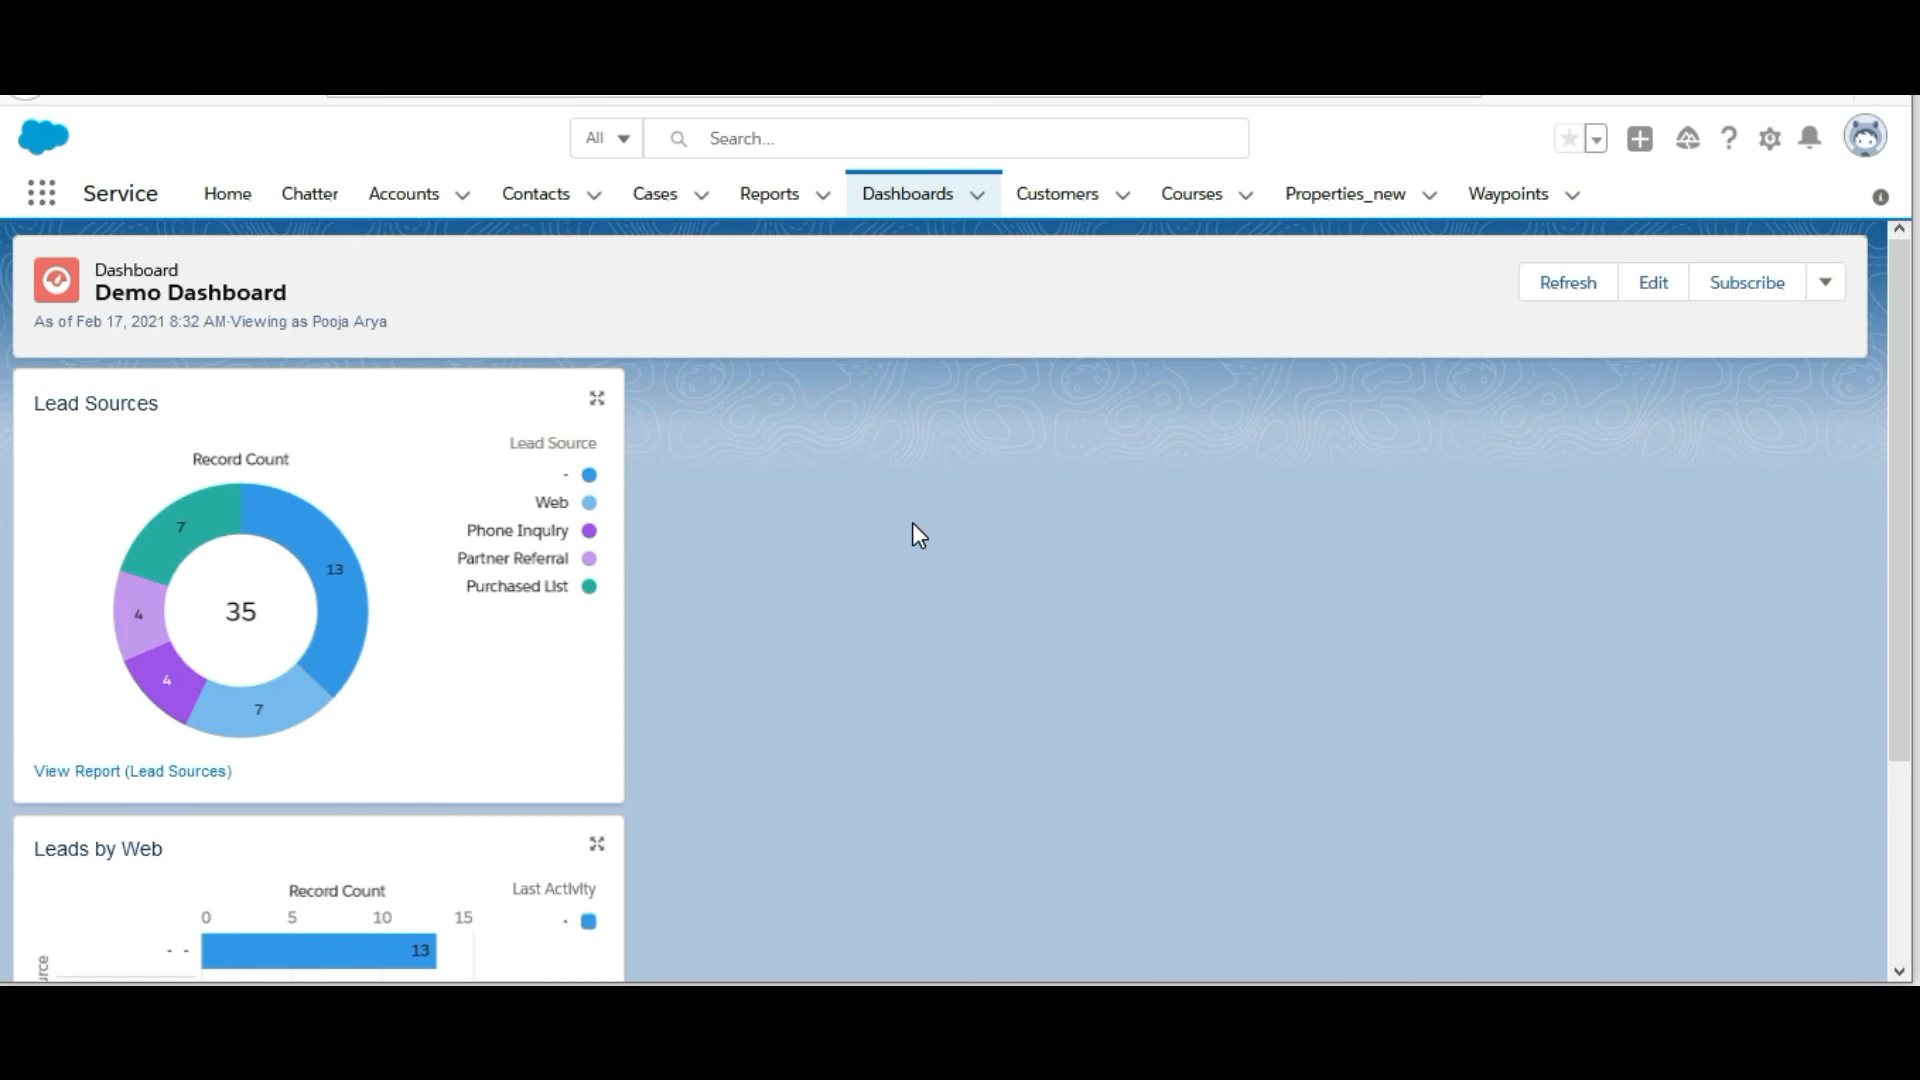 All
Search...
Service
Home
Chatter
Accounts
Contacts
Cases
Reports
Dashboards
Customers
Courses
Properties_new
Waypoints
Dashboard
Demo Dashboard
As of Feb 17, 2021 8:32 AM·Viewing as Pooja Arya
Refresh
Edit
Subscribe
Lead Sources
Record Count
Lead Source
-
Web
Phone Inquiry
Partner Referral
Purchased List
7
13
4
35
4
7
View Report (Lead Sources)
Leads by Web
Record Count
Last Activity
0 5 10 15
-
- -
13